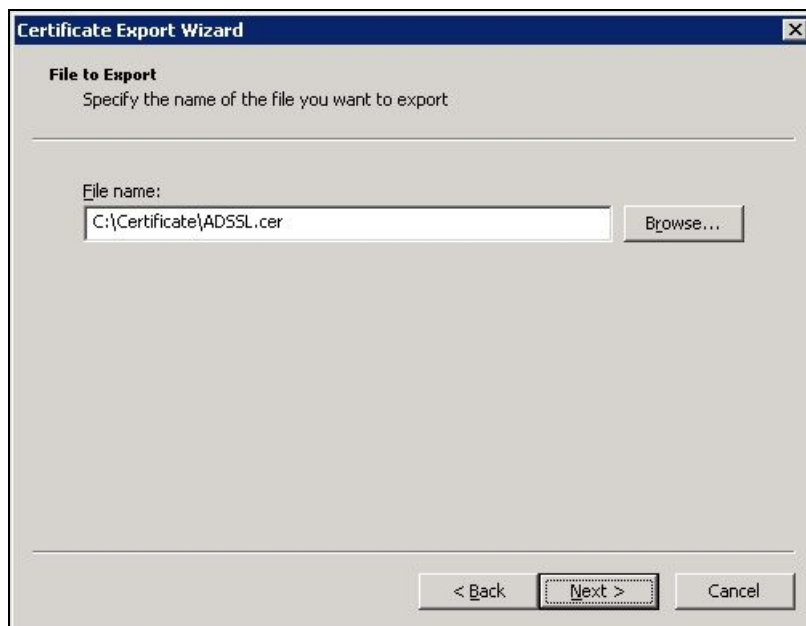 Certificate Export Wizard
File to Export
Specify the name of the file you want to export
File name:
C:\Certificate\ADSSL.cer
Browse...
< Back
Next >
Cancel